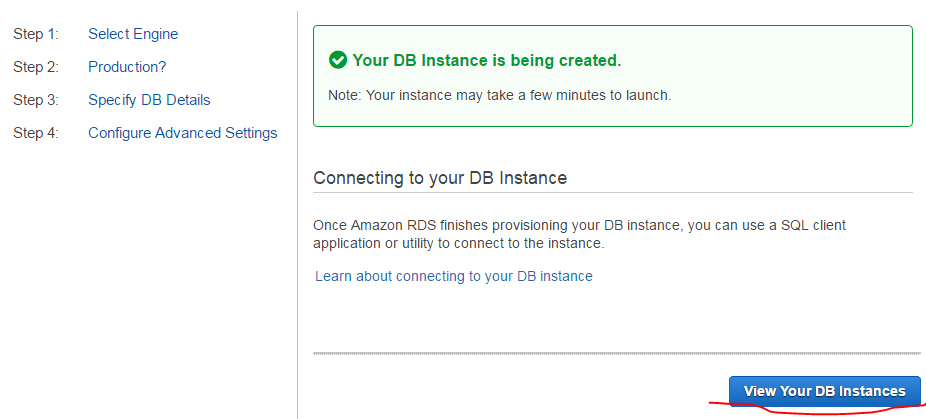 Step 1: Select Engine
Step 2: Production?
Step 3: Specify DB Details
Step 4: Configure Advanced Settings
Your DB Instance is being created.
Note: Your instance may take a few minutes to launch.
Connecting to your DB Instance
Once Amazon RDS finishes provisioning your DB instance, you can use a SQL client
application or utility to connect to the instance.
Learn about connecting to your DB instance
View Your DB Instances